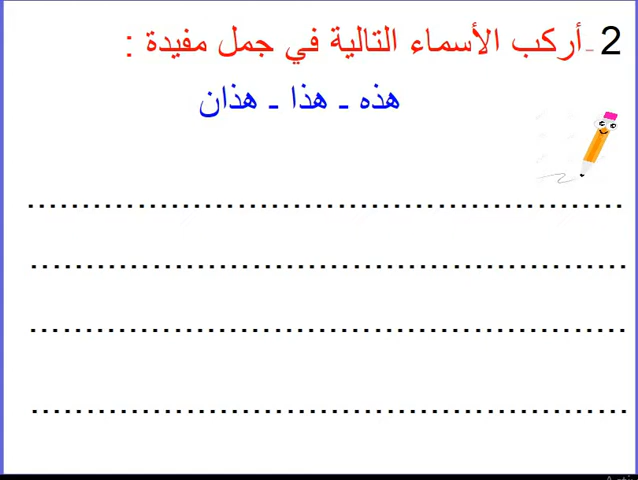 2 - أركب الأسماء التالية في جمل مفيدة :
هذه - هذا - هذان